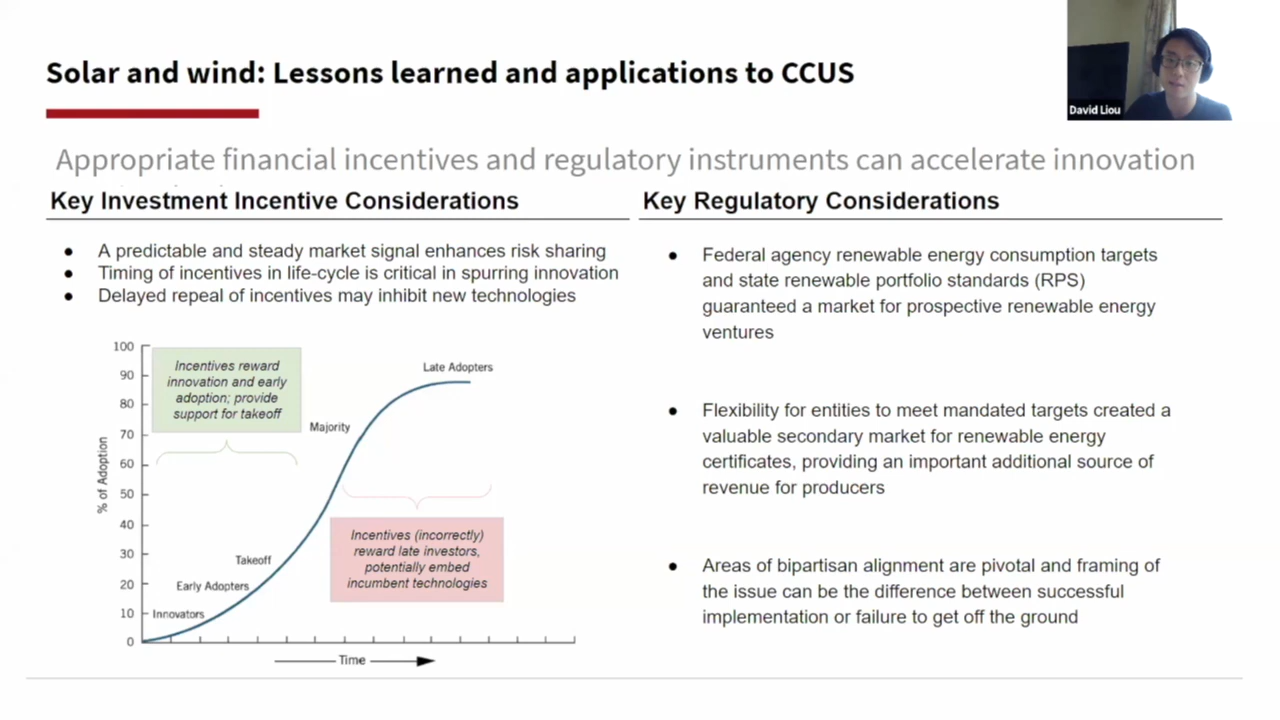 Solar and wind: Lessons learned and applications to CCUS
David Liou
Appropriate financial incentives and regulatory instruments can accelerate innovation
Key Investment Incentive Considerations
● A predictable and steady market signal enhances risk sharing
● Timing of incentives in life-cycle is critical in spurring innovation
● Delayed repeal of incentives may inhibit new technologies
100
90
80
70
60
50
40
30
20
10
0
% of Adoption
Incentives reward
innovation and early
adoption; provide
support for takeoff
Late Adopters
Majority
Takeoff
Early Adopters
Innovators
Incentives (incorrectly)
reward late investors,
potentially embed
incumbent technologies
Time
Key Regulatory Considerations
● Federal agency renewable energy consumption targets
and state renewable portfolio standards (RPS)
guaranteed a market for prospective renewable energy
ventures
● Flexibility for entities to meet mandated targets created a
valuable secondary market for renewable energy
certificates, providing an important additional source of
revenue for producers
● Areas of bipartisan alignment are pivotal and framing of
the issue can be the difference between successful
implementation or failure to get off the ground